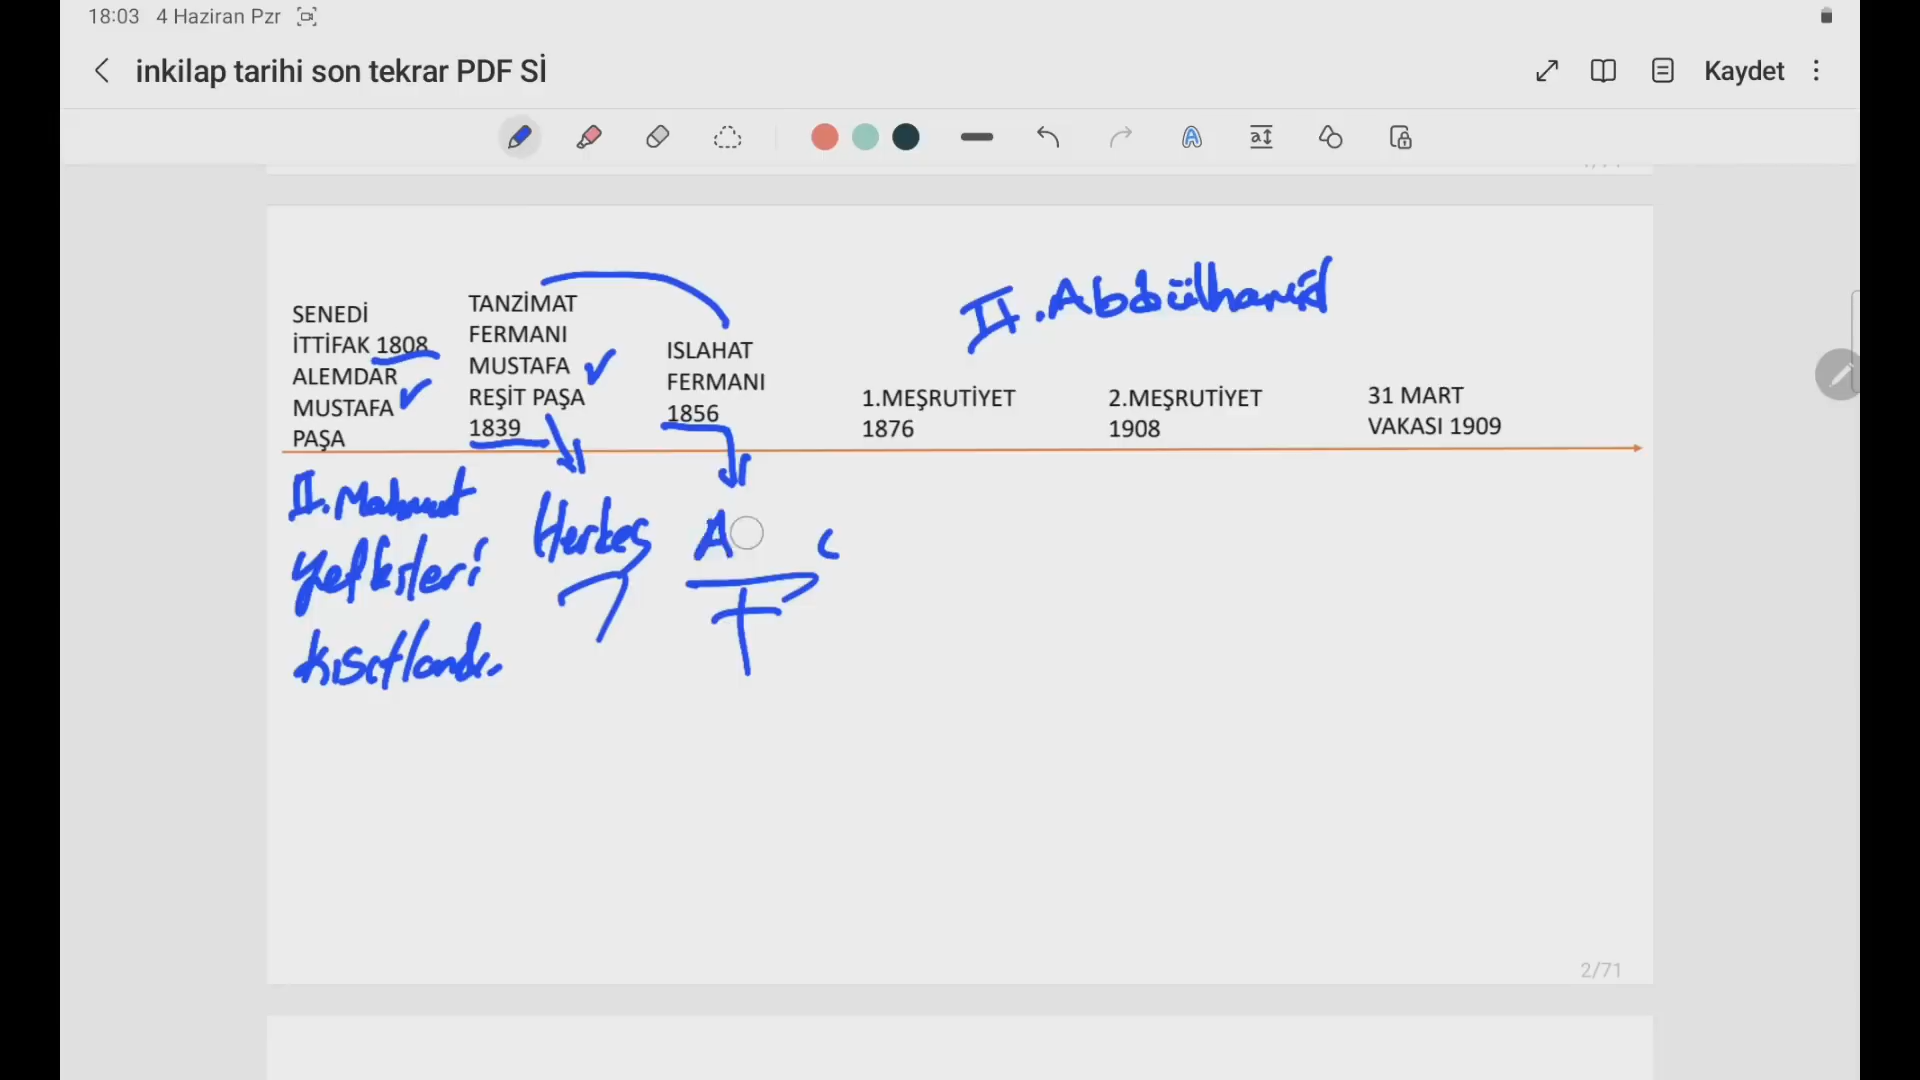 18:03 4 Haziran Pzr
inkilap tarihi son tekrar PDF Sİ
Kaydet
SENEDİ
İTTİFAK 1808
ALEMDAR
MUSTAFA
PAŞA
TANZİMAT
FERMANI
MUSTAFA
REŞİT PAŞA
1839
ISLAHAT
FERMANI
1856
II. Abdülhamid
1.MEŞRUTİYET
1876
2.MEŞRUTİYET
1908
31 MART
VAKASI 1909
II. Mahmut
yetkileri
kısıtlandı.
Herkes
A
2/71